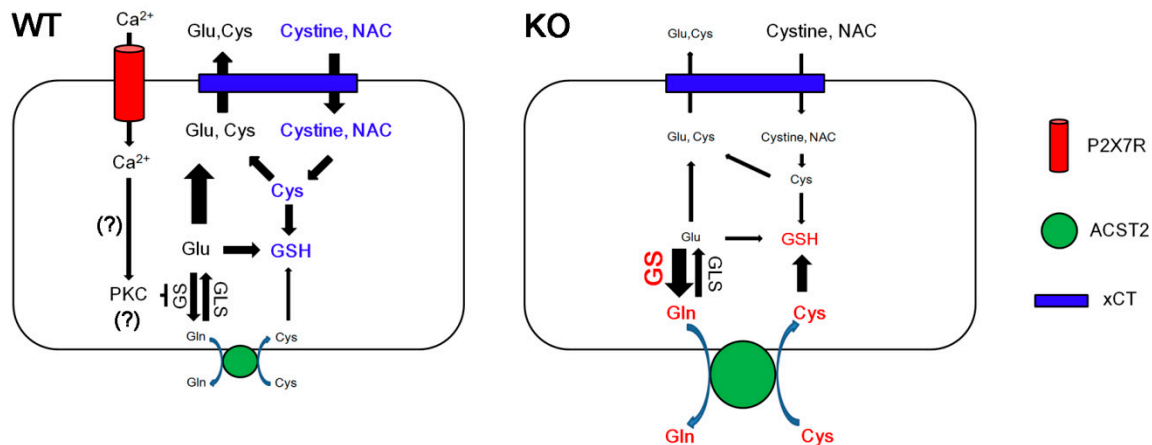 WT
Ca²⁺
Glu,Cys
Cystine, NAC
Glu, Cys
Cystine, NAC
Ca²⁺
Cys
(?)
Glu
GSH
PKC
GS
GLS
(?)
Gln
Cys
Gln
Cys
KO
Glu,Cys
Cystine, NAC
Glu, Cys
Cystine, NAC
Cys
Glu
GSH
GS
GLS
Gln
Cys
Gln
Cys
P2X7R
ACST2
xCT